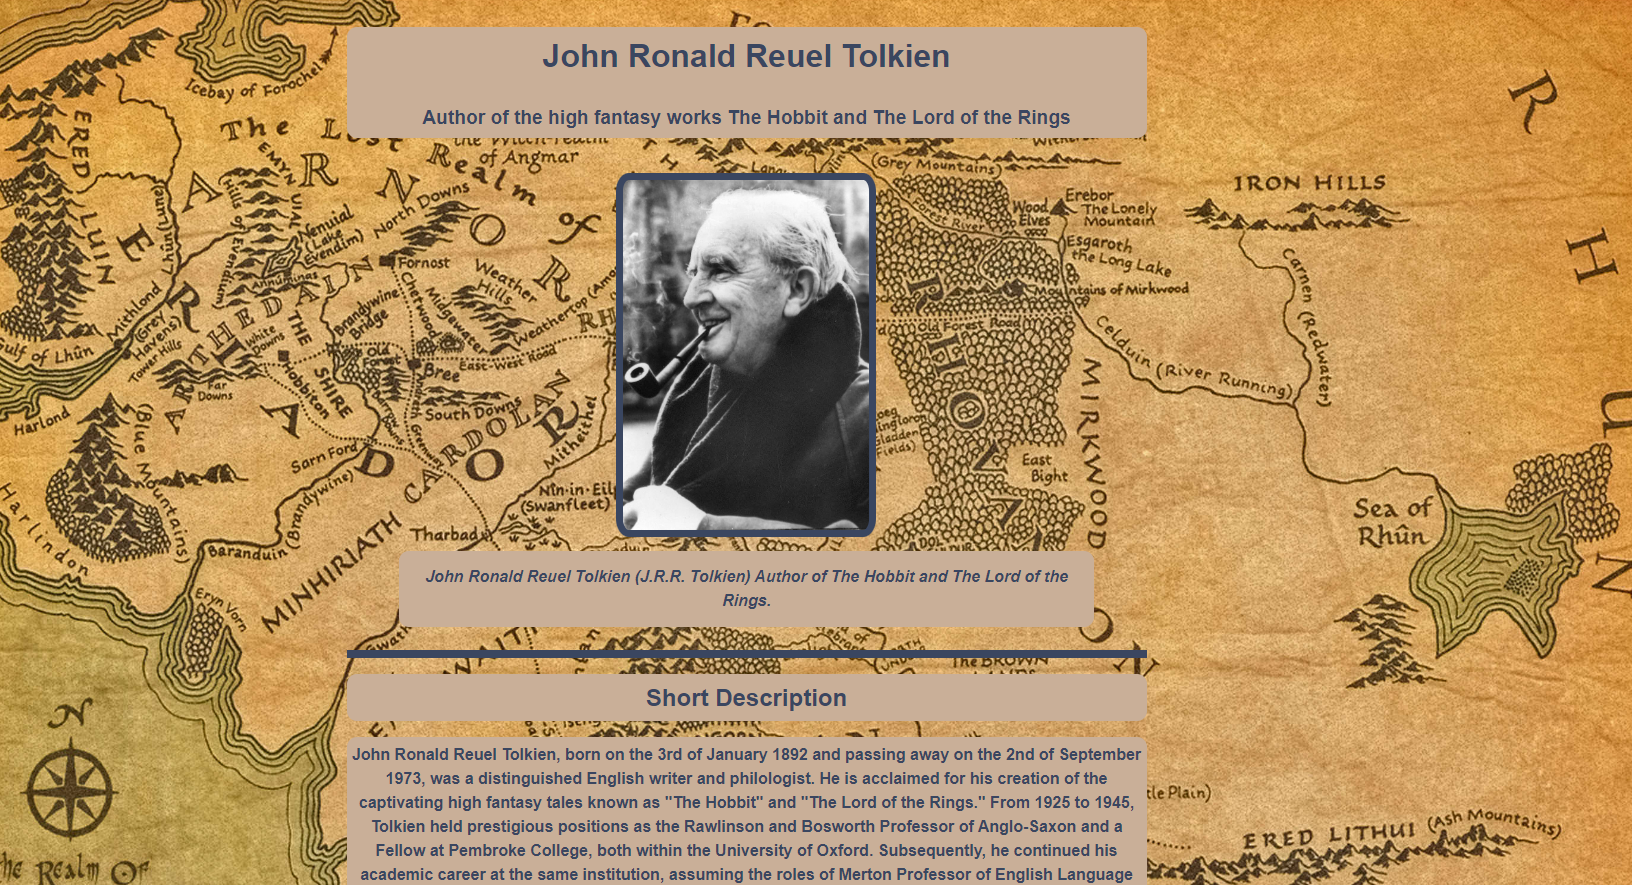 John Ronald Reuel Tolkien
Author of the high fantasy works The Hobbit and The Lord of the Rings
John Ronald Reuel Tolkien (J.R.R. Tolkien) Author of The Hobbit and The Lord of the
Rings.
Short Description
John Ronald Reuel Tolkien, born on the 3rd of January 1892 and passing away on the 2nd of September
1973, was a distinguished English writer and philologist. He is acclaimed for his creation of the
captivating high fantasy tales known as "The Hobbit" and "The Lord of the Rings." From 1925 to 1945,
Tolkien held prestigious positions as the Rawlinson and Bosworth Professor of Anglo-Saxon and a
Fellow at Pembroke College, both within the University of Oxford. Subsequently, he continued his
academic career at the same institution, assuming the roles of Merton Professor of English Language
Icebay of Forochel
The Lost Realm of
ARNOR
of Angmar
ERED
LUIN
ERIADOR
EMYN
UIAL
Hills of Evendim
Nenuial
(Lake
Evendim)
North Downs
Annúminas
Fornost
Lhûn (Lune)
Mithlond
(Grey
Havens)
Tower Hills
Gulf of Lhûn
ARTHEDAIN
White
Downs
Far
Downs
THE SHIRE
Hobbiton
Brandywine
Bridge
Old
Forest
Bree
Chetwood
Midgewater
Weather
Hills
Weathertop
East-West Road
South Downs
Greenway
Sarn Ford
CARDOLAN
Mitheithel
Harlond
(Blue Mountains)
Harlindon
Baranduin (Brandywine)
MINHIRIATH
Eryn Vorn
Tharbad
(Swanfleet)
N
(Grey Mountains)
Forest River
Wood
Elves
Erebor
The Lonely
Mountain
Esgaroth
the Long Lake
Mountains of Mirkwood
Old Forest Road
RHOVANION
MIRKWOOD
East
Bight
Celduin (River Running)
Carnen (Redwater)
IRON HILLS
RHUN
Sea of
Rhûn
The BROWN
ERED LITHUI (Ash Mountains)
The Realm Of